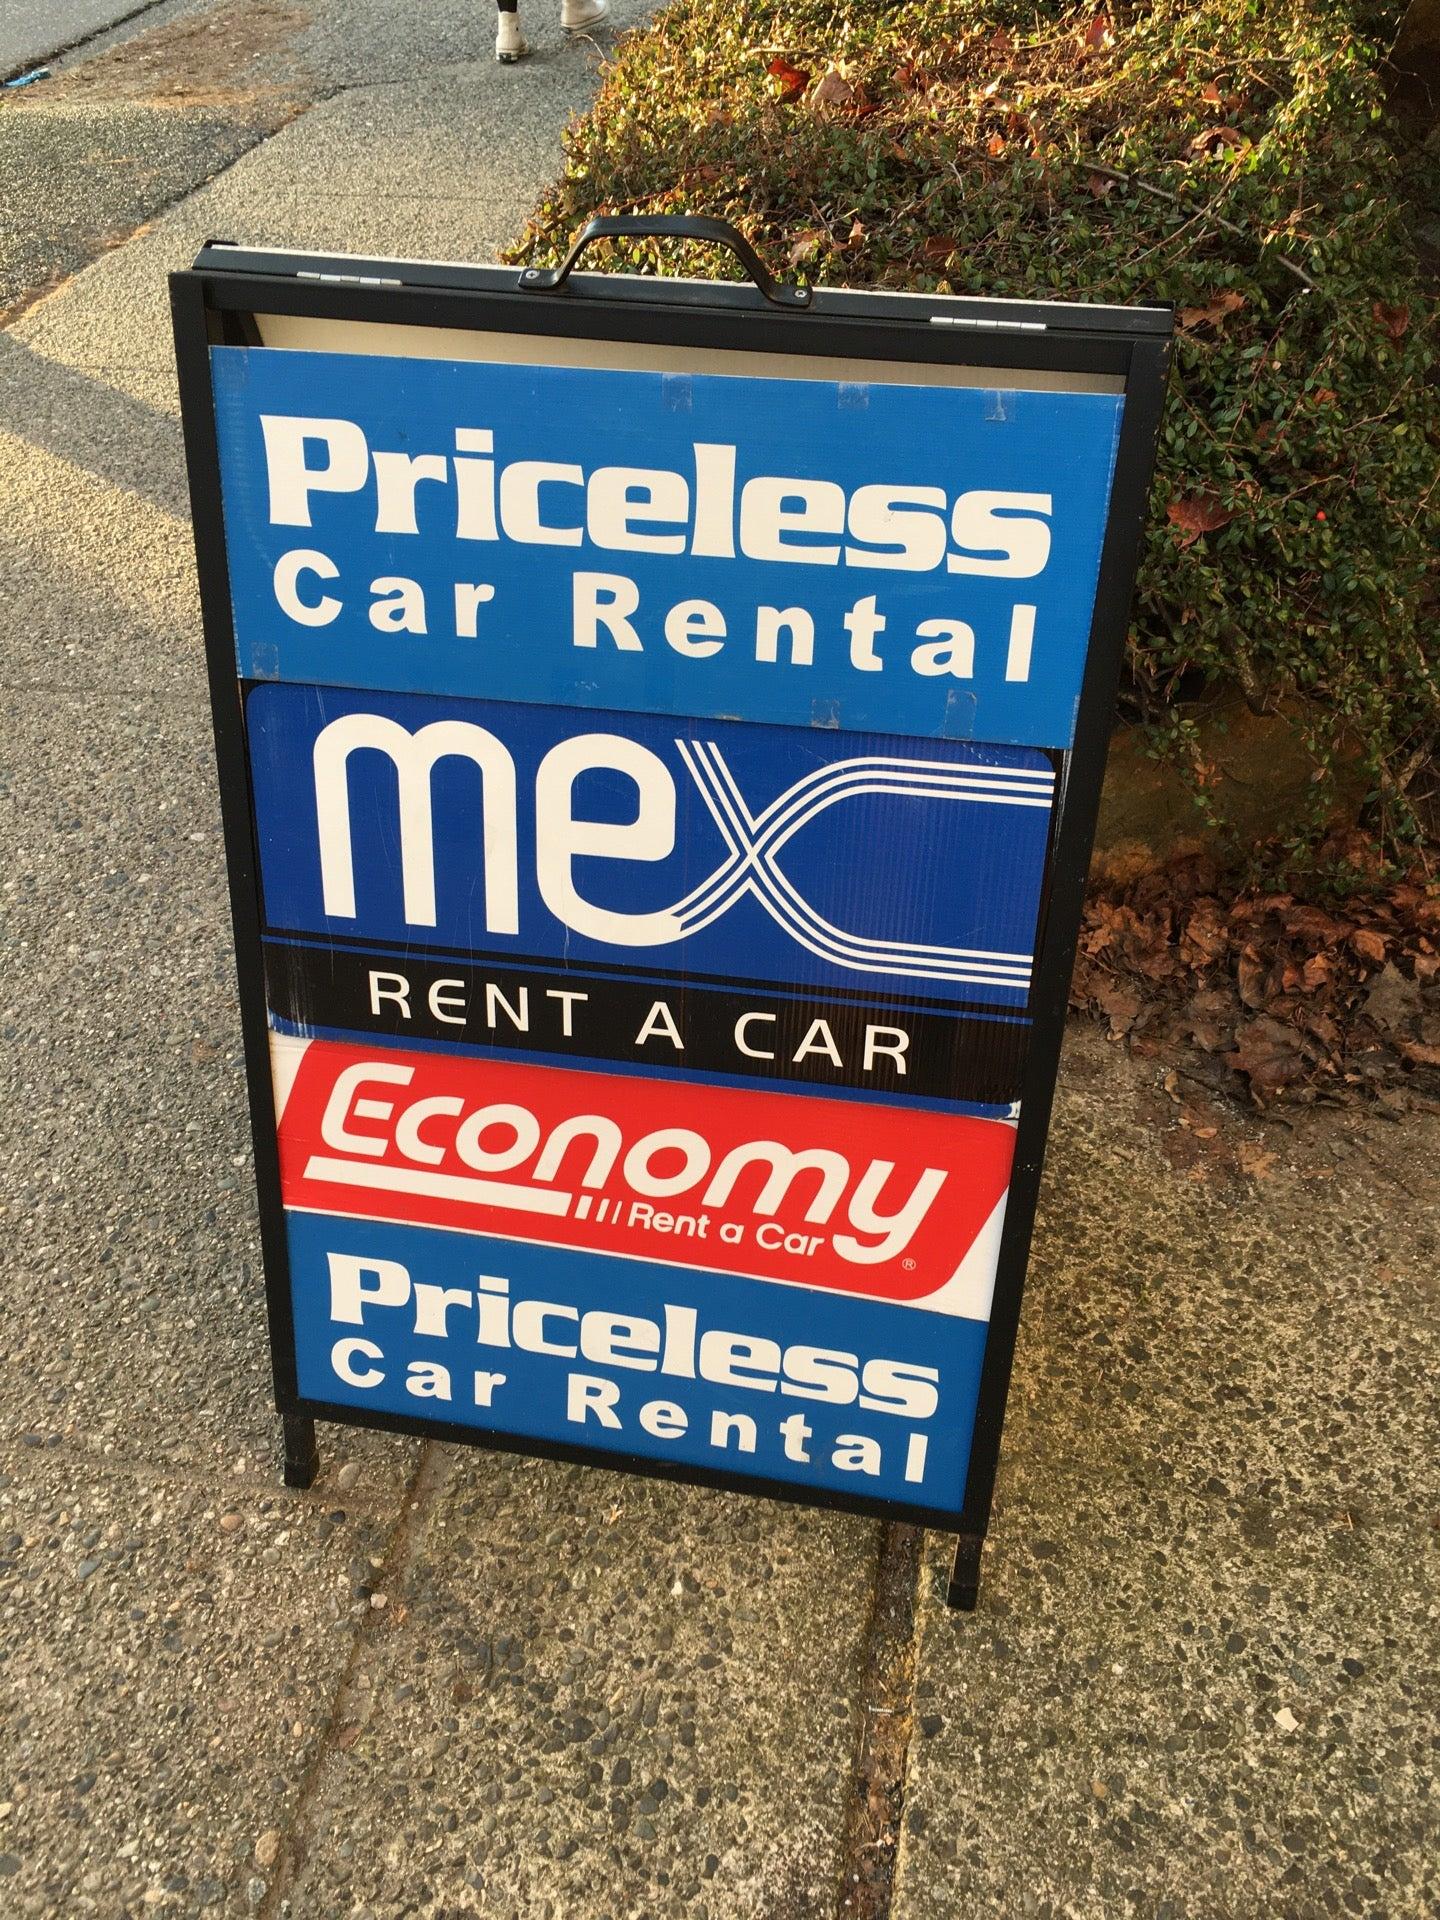 Priceless
Car Rental
mex
RENT A CAR
Economy
Rent a Car ®
Priceless
Car Rental